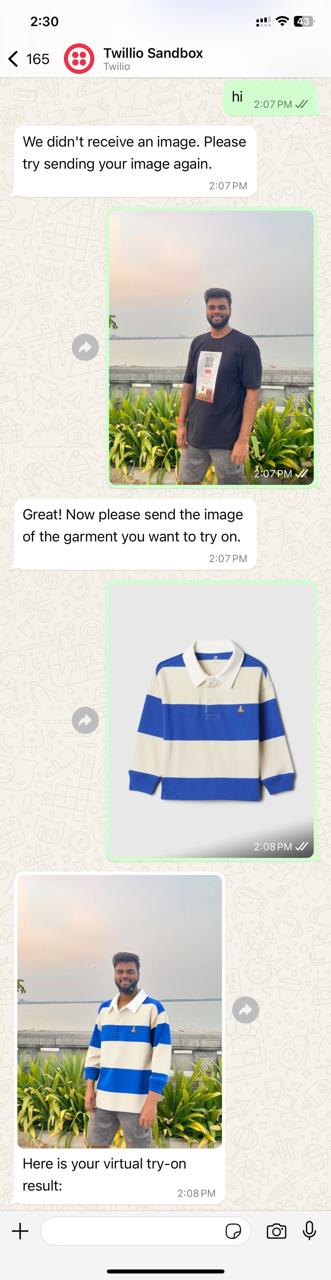 2:30
43
165
Twillio Sandbox
Twilio
hi
2:07 PM
We didn't receive an image. Please
try sending your image again.
2:07 PM
2:07 PM
Great! Now please send the image
of the garment you want to try on.
2:07 PM
2:08 PM
Here is your virtual try-on
result:
2:08 PM